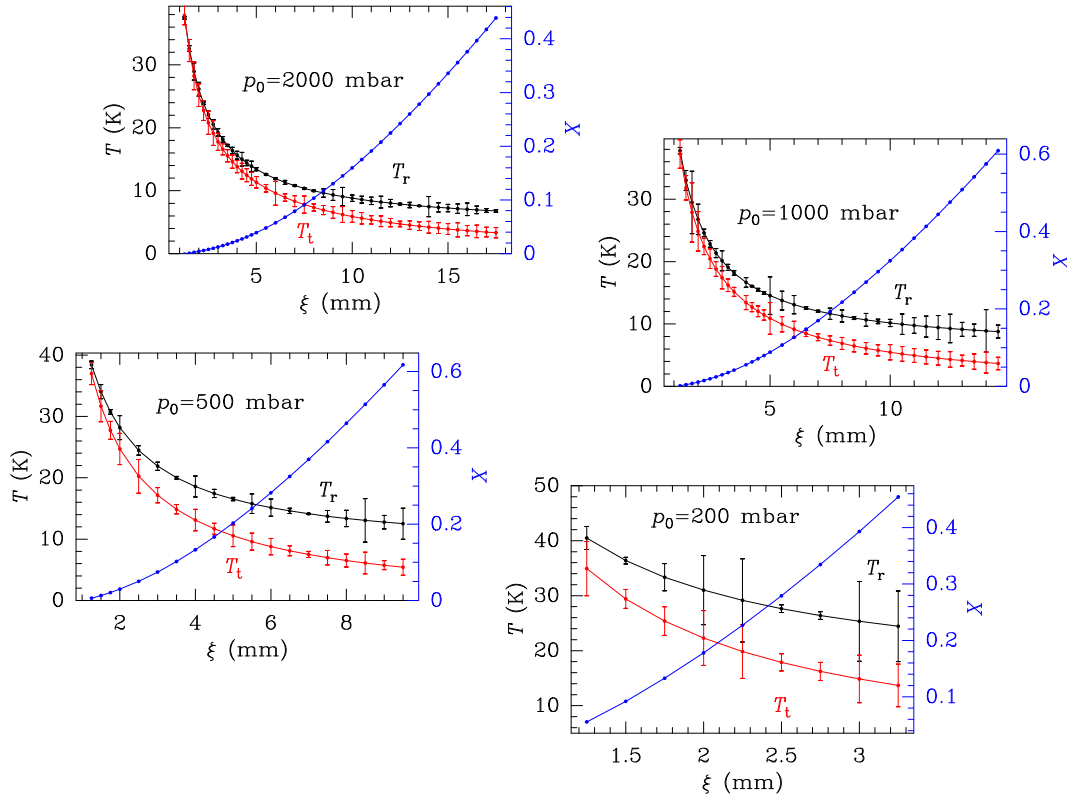 p₀=2000 mbar
T (K)
30
20
10
0
0.4
0.3
0.2
0.1
0
X
Tᵣ
Tₜ
5 10 15
ξ (mm)
p₀=1000 mbar
T (K)
30
20
10
0
0.6
0.4
0.2
0
X
Tᵣ
Tₜ
5 10
ξ (mm)
p₀=500 mbar
T (K)
40
30
20
10
0
0.6
0.4
0.2
0
X
Tᵣ
Tₜ
2 4 6 8
ξ (mm)
p₀=200 mbar
T (K)
50
40
30
20
10
0.4
0.3
0.2
0.1
X
Tᵣ
Tₜ
1.5 2 2.5 3
ξ (mm)